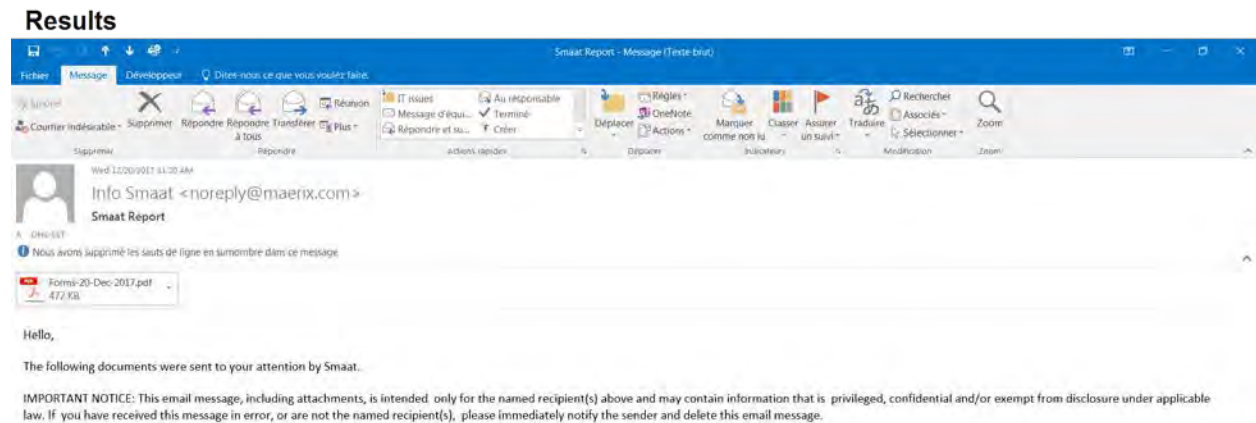 Results
Smaat Report - Message (Texte brut)
Fichier Message Développeur Dites-nous ce que vous voulez faire.
Ignorer
Courrier indésirable
Supprimer
Répondre Répondre à tous Transférer
Réunion
Plus
IT issues
Message d'équi...
Répondre et su...
Au responsable
Terminé
Créer
Déplacer
Règles
OneNote
Actions
Marquer comme non lu
Classer
Assurer un suivi
Traduire
Rechercher
Associés
Sélectionner
Zoom
Supprimer Répondre Actions rapides Déplacer Indicateurs Modification Zoom
Wed 12/20/2017 11:20 AM
Info Smaat <noreply@maerix.com>
Smaat Report
Nous avons supprimé les sauts de ligne en surnombre dans ce message.
Forms-20-Dec-2017.pdf
472 KB
Hello,
The following documents were sent to your attention by Smaat.
IMPORTANT NOTICE: This email message, including attachments, is intended only for the named recipient(s) above and may contain information that is privileged, confidential and/or exempt from disclosure under applicable
law. If you have received this message in error, or are not the named recipient(s), please immediately notify the sender and delete this email message.